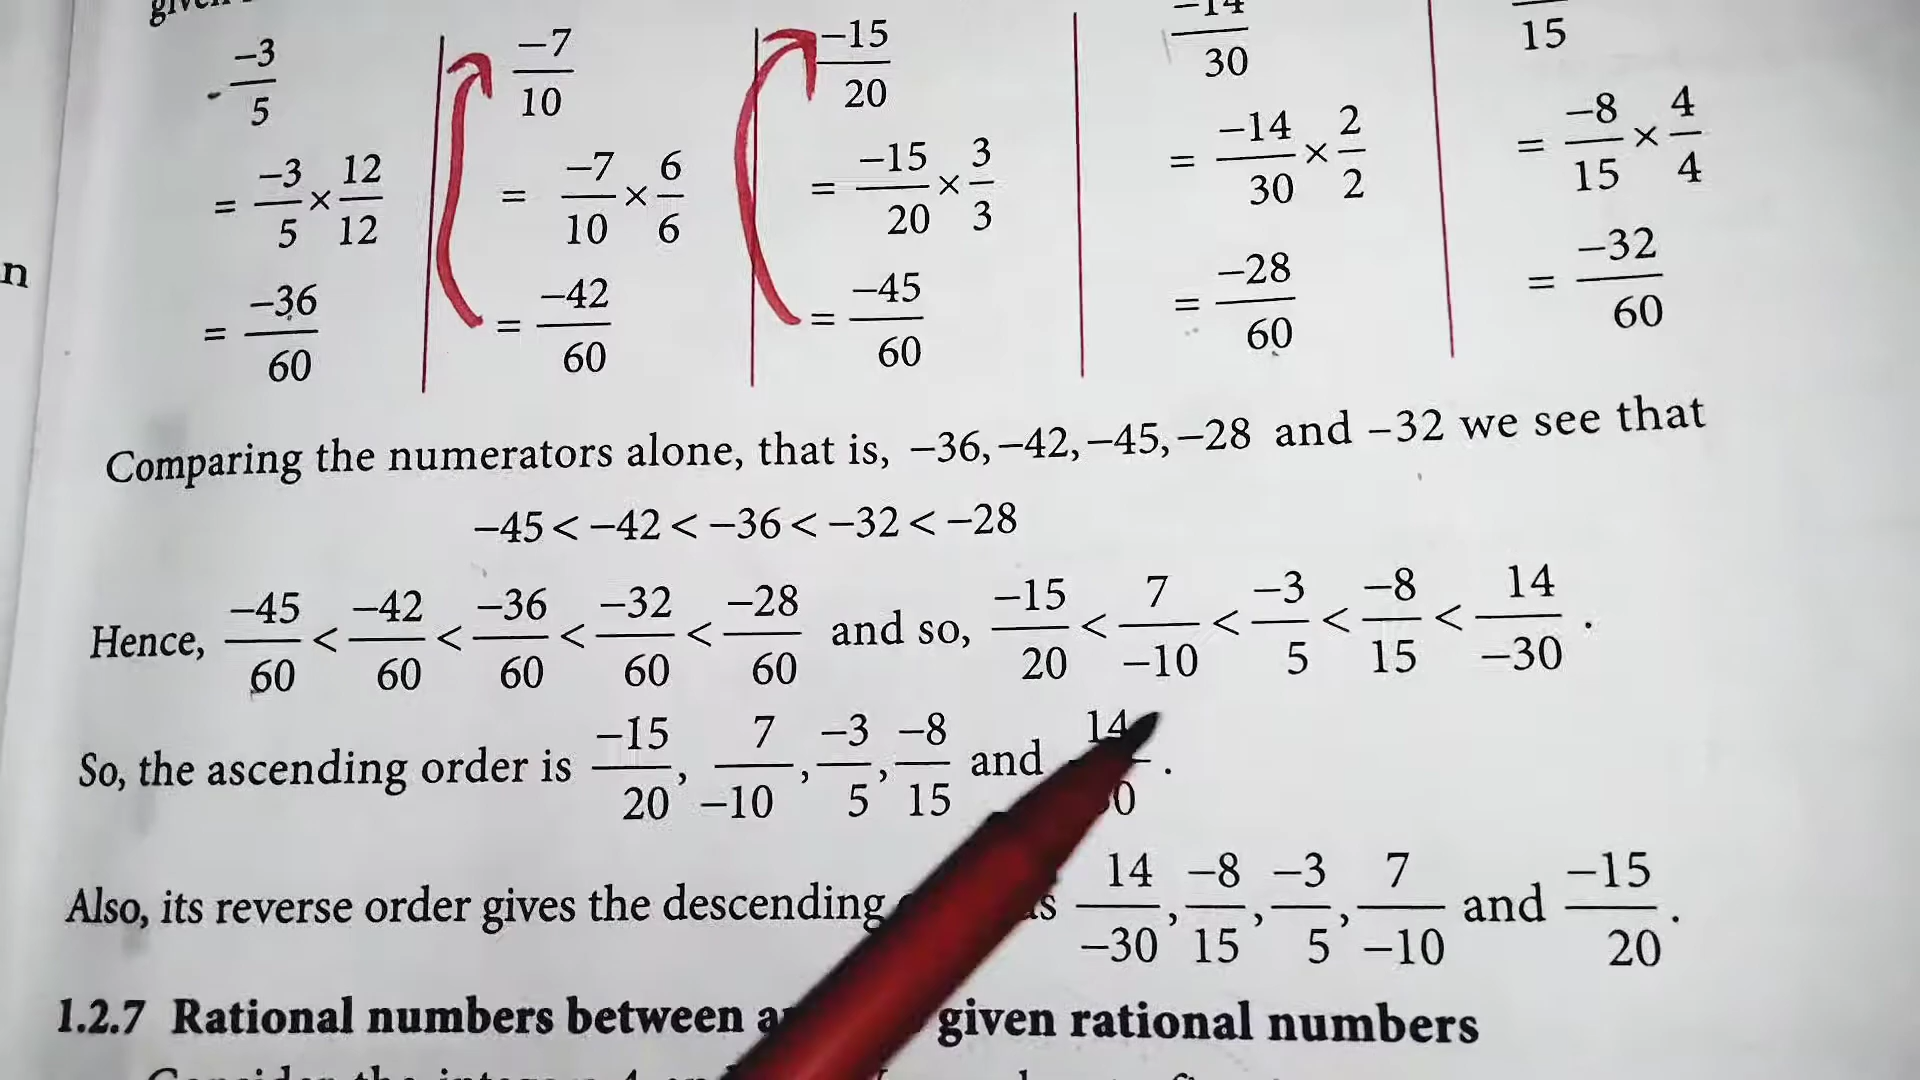 given
-3/5 -7/10 -15/20 -14/30 15
= -3/5 × 12/12 = -7/10 × 6/6 = -15/20 × 3/3 = -14/30 × 2/2 = -8/15 × 4/4
n
= -36/60 = -42/60 = -45/60 = -28/60 = -32/60
Comparing the numerators alone, that is, -36, -42, -45, -28 and -32 we see that
-45 < -42 < -36 < -32 < -28
Hence, -45/60 < -42/60 < -36/60 < -32/60 < -28/60 and so, -15/20 < 7/-10 < -3/5 < -8/15 < 14/-30 .
So, the ascending order is -15/20, 7/-10, -3/5, -8/15 and 14 0 .
Also, its reverse order gives the descending 14/-30, -8/15, -3/5, 7/-10 and -15/20 .
1.2.7 Rational numbers between given rational numbers